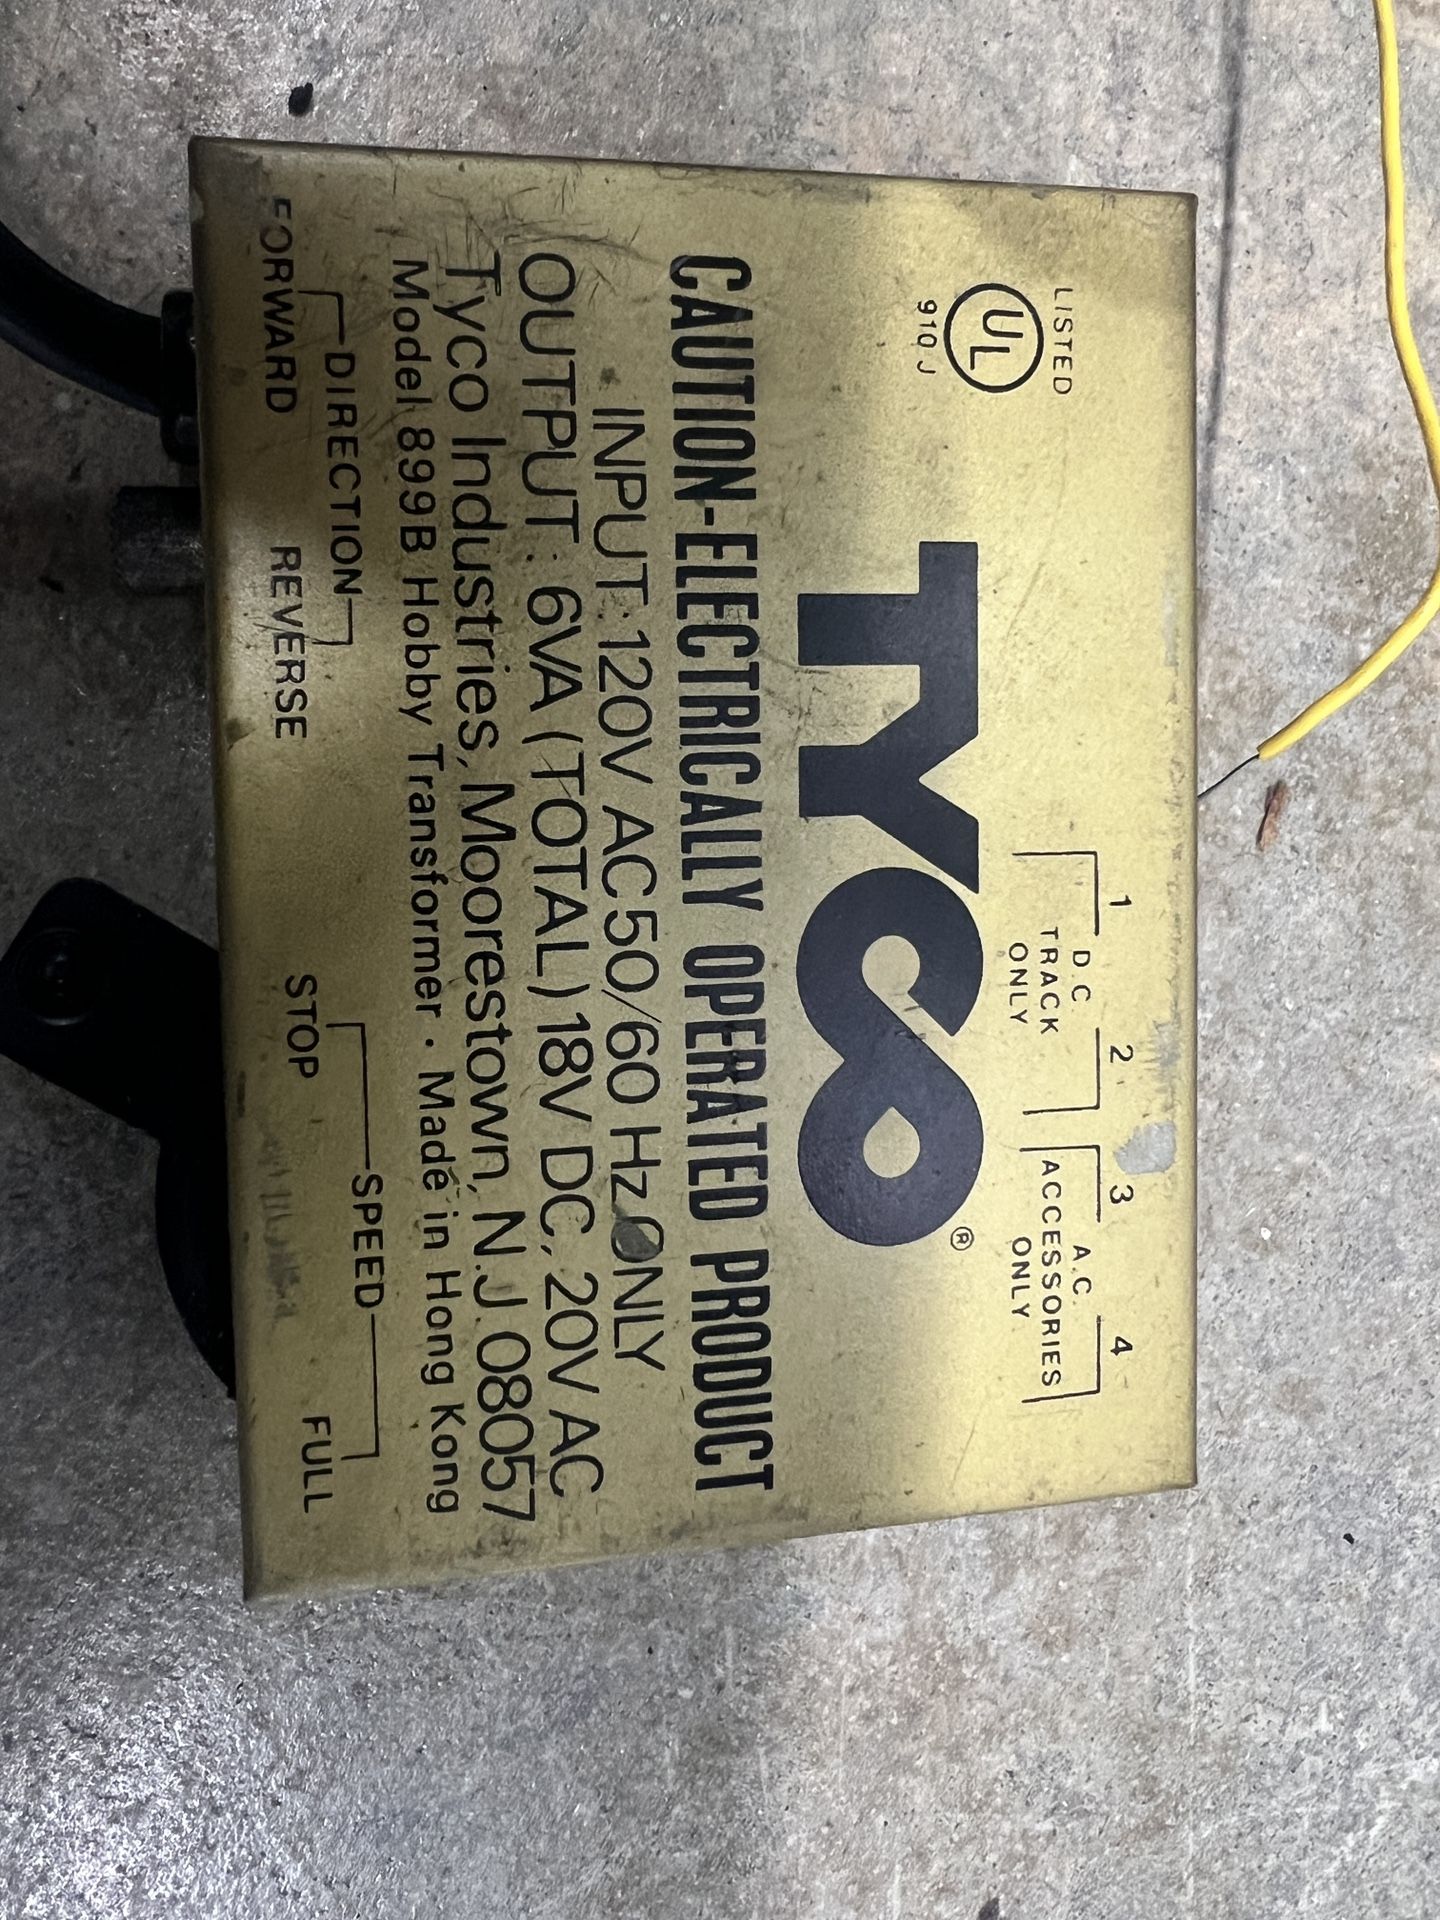 LISTED
UL
910 J
1 2 3 4
D.C. TRACK ONLY
A.C. ACCESSORIES ONLY
TYCO®
CAUTION-ELECTRICALLY OPERATED PRODUCT
INPUT: 120V AC 50/60 Hz ONLY
OUTPUT: 6VA (TOTAL) 18V DC, 20V AC
Tyco Industries, Moorestown, N.J. 08057
Model 899B Hobby Transformer · Made in Hong Kong
DIRECTION SPEED
FORWARD REVERSE STOP FULL